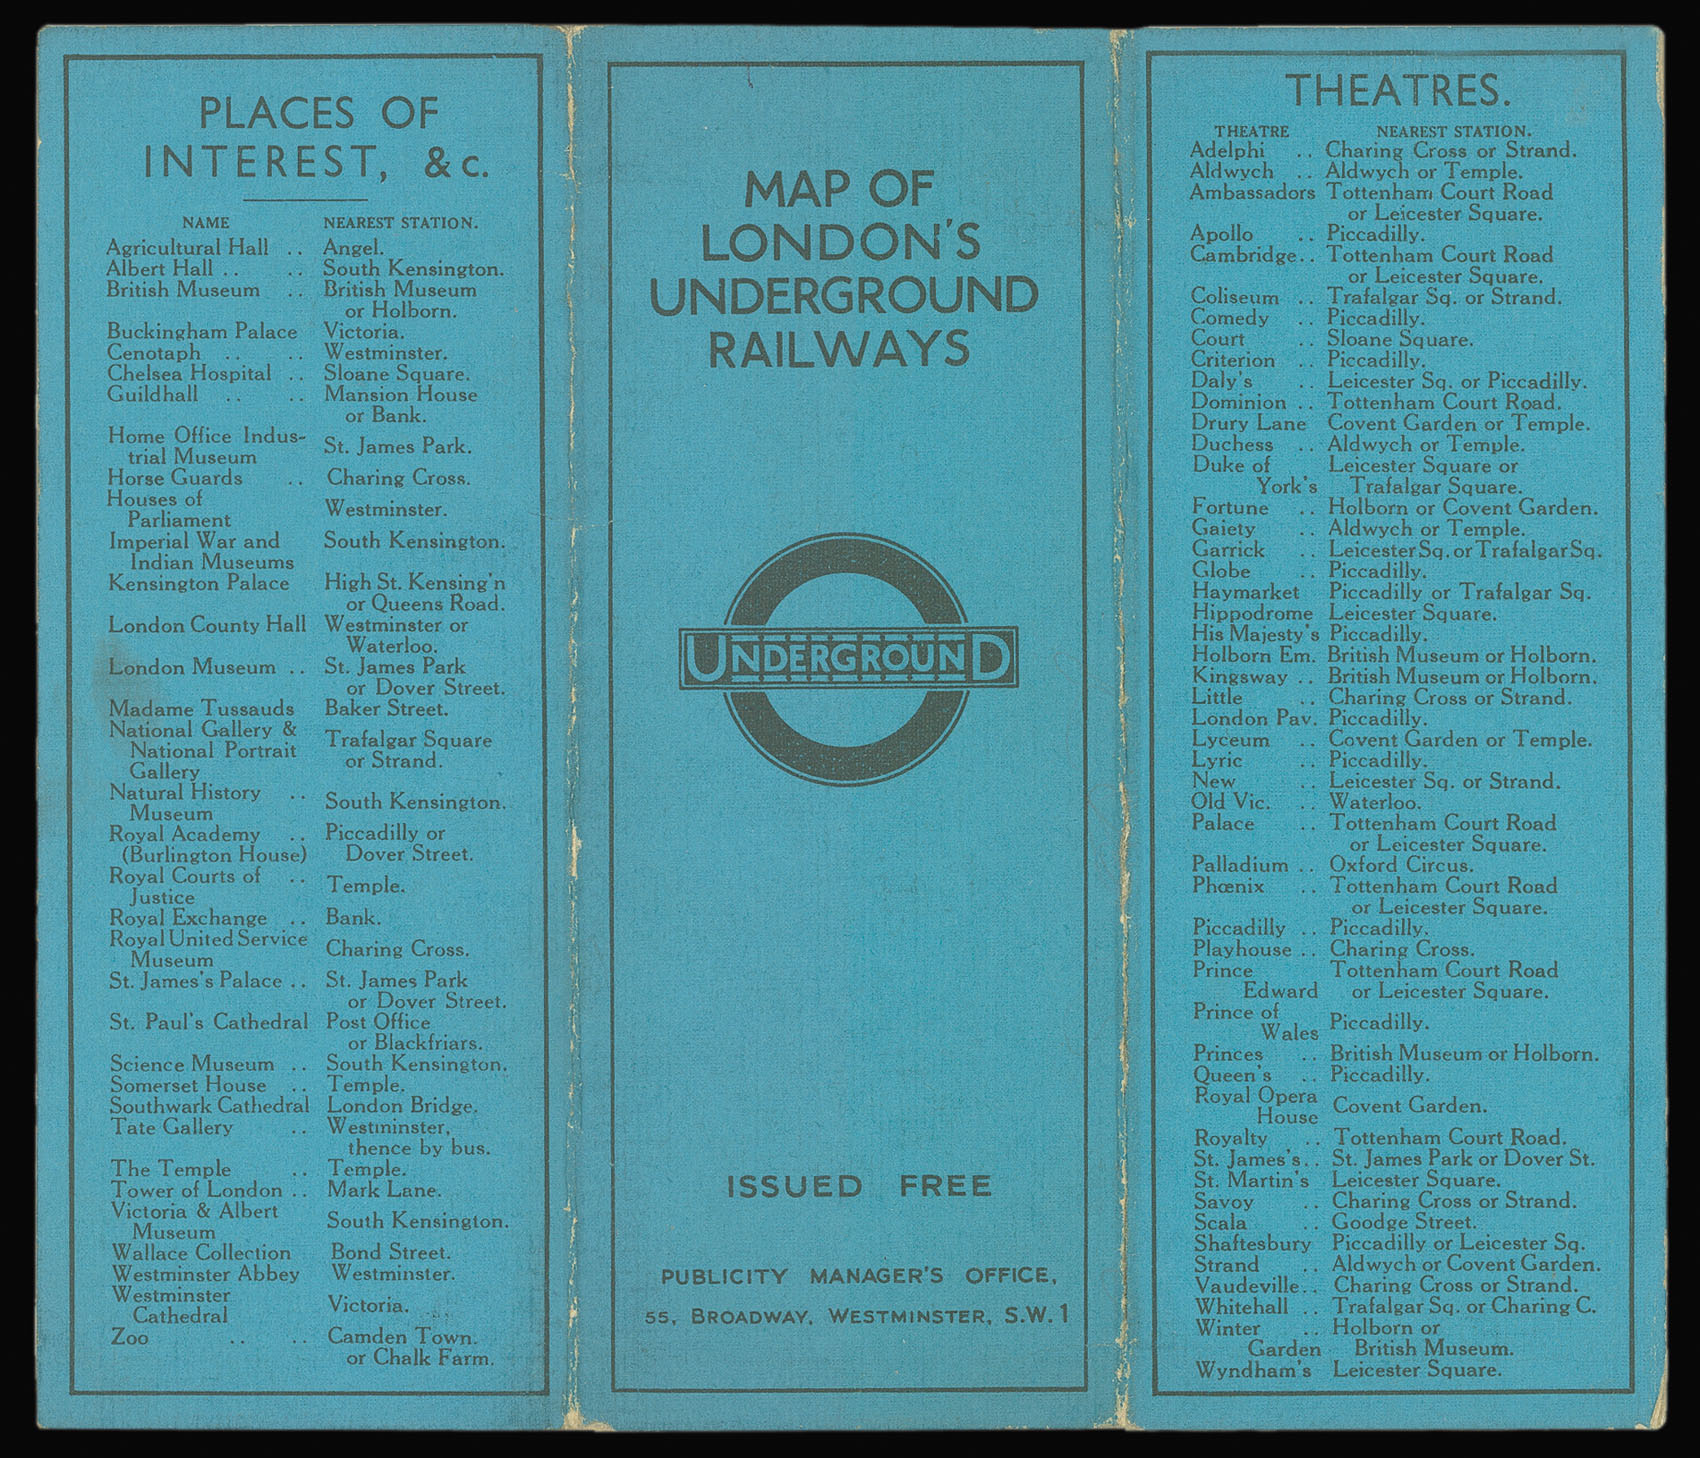 PLACES OF
INTEREST, &c.
NAME NEAREST STATION.
Agricultural Hall .. Angel.
Albert Hall .. .. South Kensington.
British Museum .. British Museum
or Holborn.
Buckingham Palace Victoria.
Cenotaph .. .. Westminster.
Chelsea Hospital .. Sloane Square.
Guildhall .. .. Mansion House
or Bank.
Home Office Indus-
trial Museum St. James Park.
Horse Guards .. Charing Cross.
Houses of
Parliament Westminster.
Imperial War and South Kensington.
Indian Museums
Kensington Palace High St. Kensing'n
or Queens Road.
London County Hall Westminster or
Waterloo.
London Museum .. St. James Park
or Dover Street.
Madame Tussauds Baker Street.
National Gallery &
National Portrait Trafalgar Square
Gallery or Strand.
Natural History ..
Museum South Kensington.
Royal Academy .. Piccadilly or
(Burlington House) Dover Street.
Royal Courts of ..
Justice Temple.
Royal Exchange .. Bank.
Royal United Service
Museum Charing Cross.
St. James's Palace .. St. James Park
or Dover Street.
St. Paul's Cathedral Post Office
or Blackfriars.
Science Museum .. South Kensington.
Somerset House .. Temple.
Southwark Cathedral London Bridge.
Tate Gallery .. Westminster,
thence by bus.
The Temple .. Temple.
Tower of London .. Mark Lane.
Victoria & Albert
Museum South Kensington.
Wallace Collection Bond Street.
Westminster Abbey Westminster.
Westminster
Cathedral Victoria.
Zoo .. .. Camden Town.
or Chalk Farm.
MAP OF
LONDON'S
UNDERGROUND
RAILWAYS
UNDERGROUND
ISSUED FREE
PUBLICITY MANAGER'S OFFICE,
55, BROADWAY, WESTMINSTER, S.W.1
THEATRES.
THEATRE NEAREST STATION.
Adelphi .. Charing Cross or Strand.
Aldwych .. Aldwych or Temple.
Ambassadors Tottenham Court Road
or Leicester Square.
Apollo .. Piccadilly.
Cambridge.. Tottenham Court Road
or Leicester Square.
Coliseum .. Trafalgar Sq. or Strand.
Comedy .. Piccadilly.
Court .. Sloane Square.
Criterion .. Piccadilly.
Daly's .. Leicester Sq. or Piccadilly.
Dominion .. Tottenham Court Road.
Drury Lane Covent Garden or Temple.
Duchess .. Aldwych or Temple.
Duke of Leicester Square or
York's Trafalgar Square.
Fortune .. Holborn or Covent Garden.
Gaiety .. Aldwych or Temple.
Garrick .. Leicester Sq. or Trafalgar Sq.
Globe .. Piccadilly.
Haymarket Piccadilly or Trafalgar Sq.
Hippodrome Leicester Square.
His Majesty's Piccadilly.
Holborn Em. British Museum or Holborn.
Kingsway .. British Museum or Holborn.
Little .. Charing Cross or Strand.
London Pav. Piccadilly.
Lyceum .. Covent Garden or Temple.
Lyric .. Piccadilly.
New .. Leicester Sq. or Strand.
Old Vic. .. Waterloo.
Palace .. Tottenham Court Road
or Leicester Square.
Palladium .. Oxford Circus.
Phœnix .. Tottenham Court Road
or Leicester Square.
Piccadilly .. Piccadilly.
Playhouse .. Charing Cross.
Prince Tottenham Court Road
Edward or Leicester Square.
Prince of
Wales Piccadilly.
Princes .. British Museum or Holborn.
Queen's .. Piccadilly.
Royal Opera
House Covent Garden.
Royalty .. Tottenham Court Road.
St. James's.. St. James Park or Dover St.
St. Martin's Leicester Square.
Savoy .. Charing Cross or Strand.
Scala .. Goodge Street.
Shaftesbury Piccadilly or Leicester Sq.
Strand .. Aldwych or Covent Garden.
Vaudeville.. Charing Cross or Strand.
Whitehall .. Trafalgar Sq. or Charing C.
Winter .. Holborn or
Garden British Museum.
Wyndham's Leicester Square.